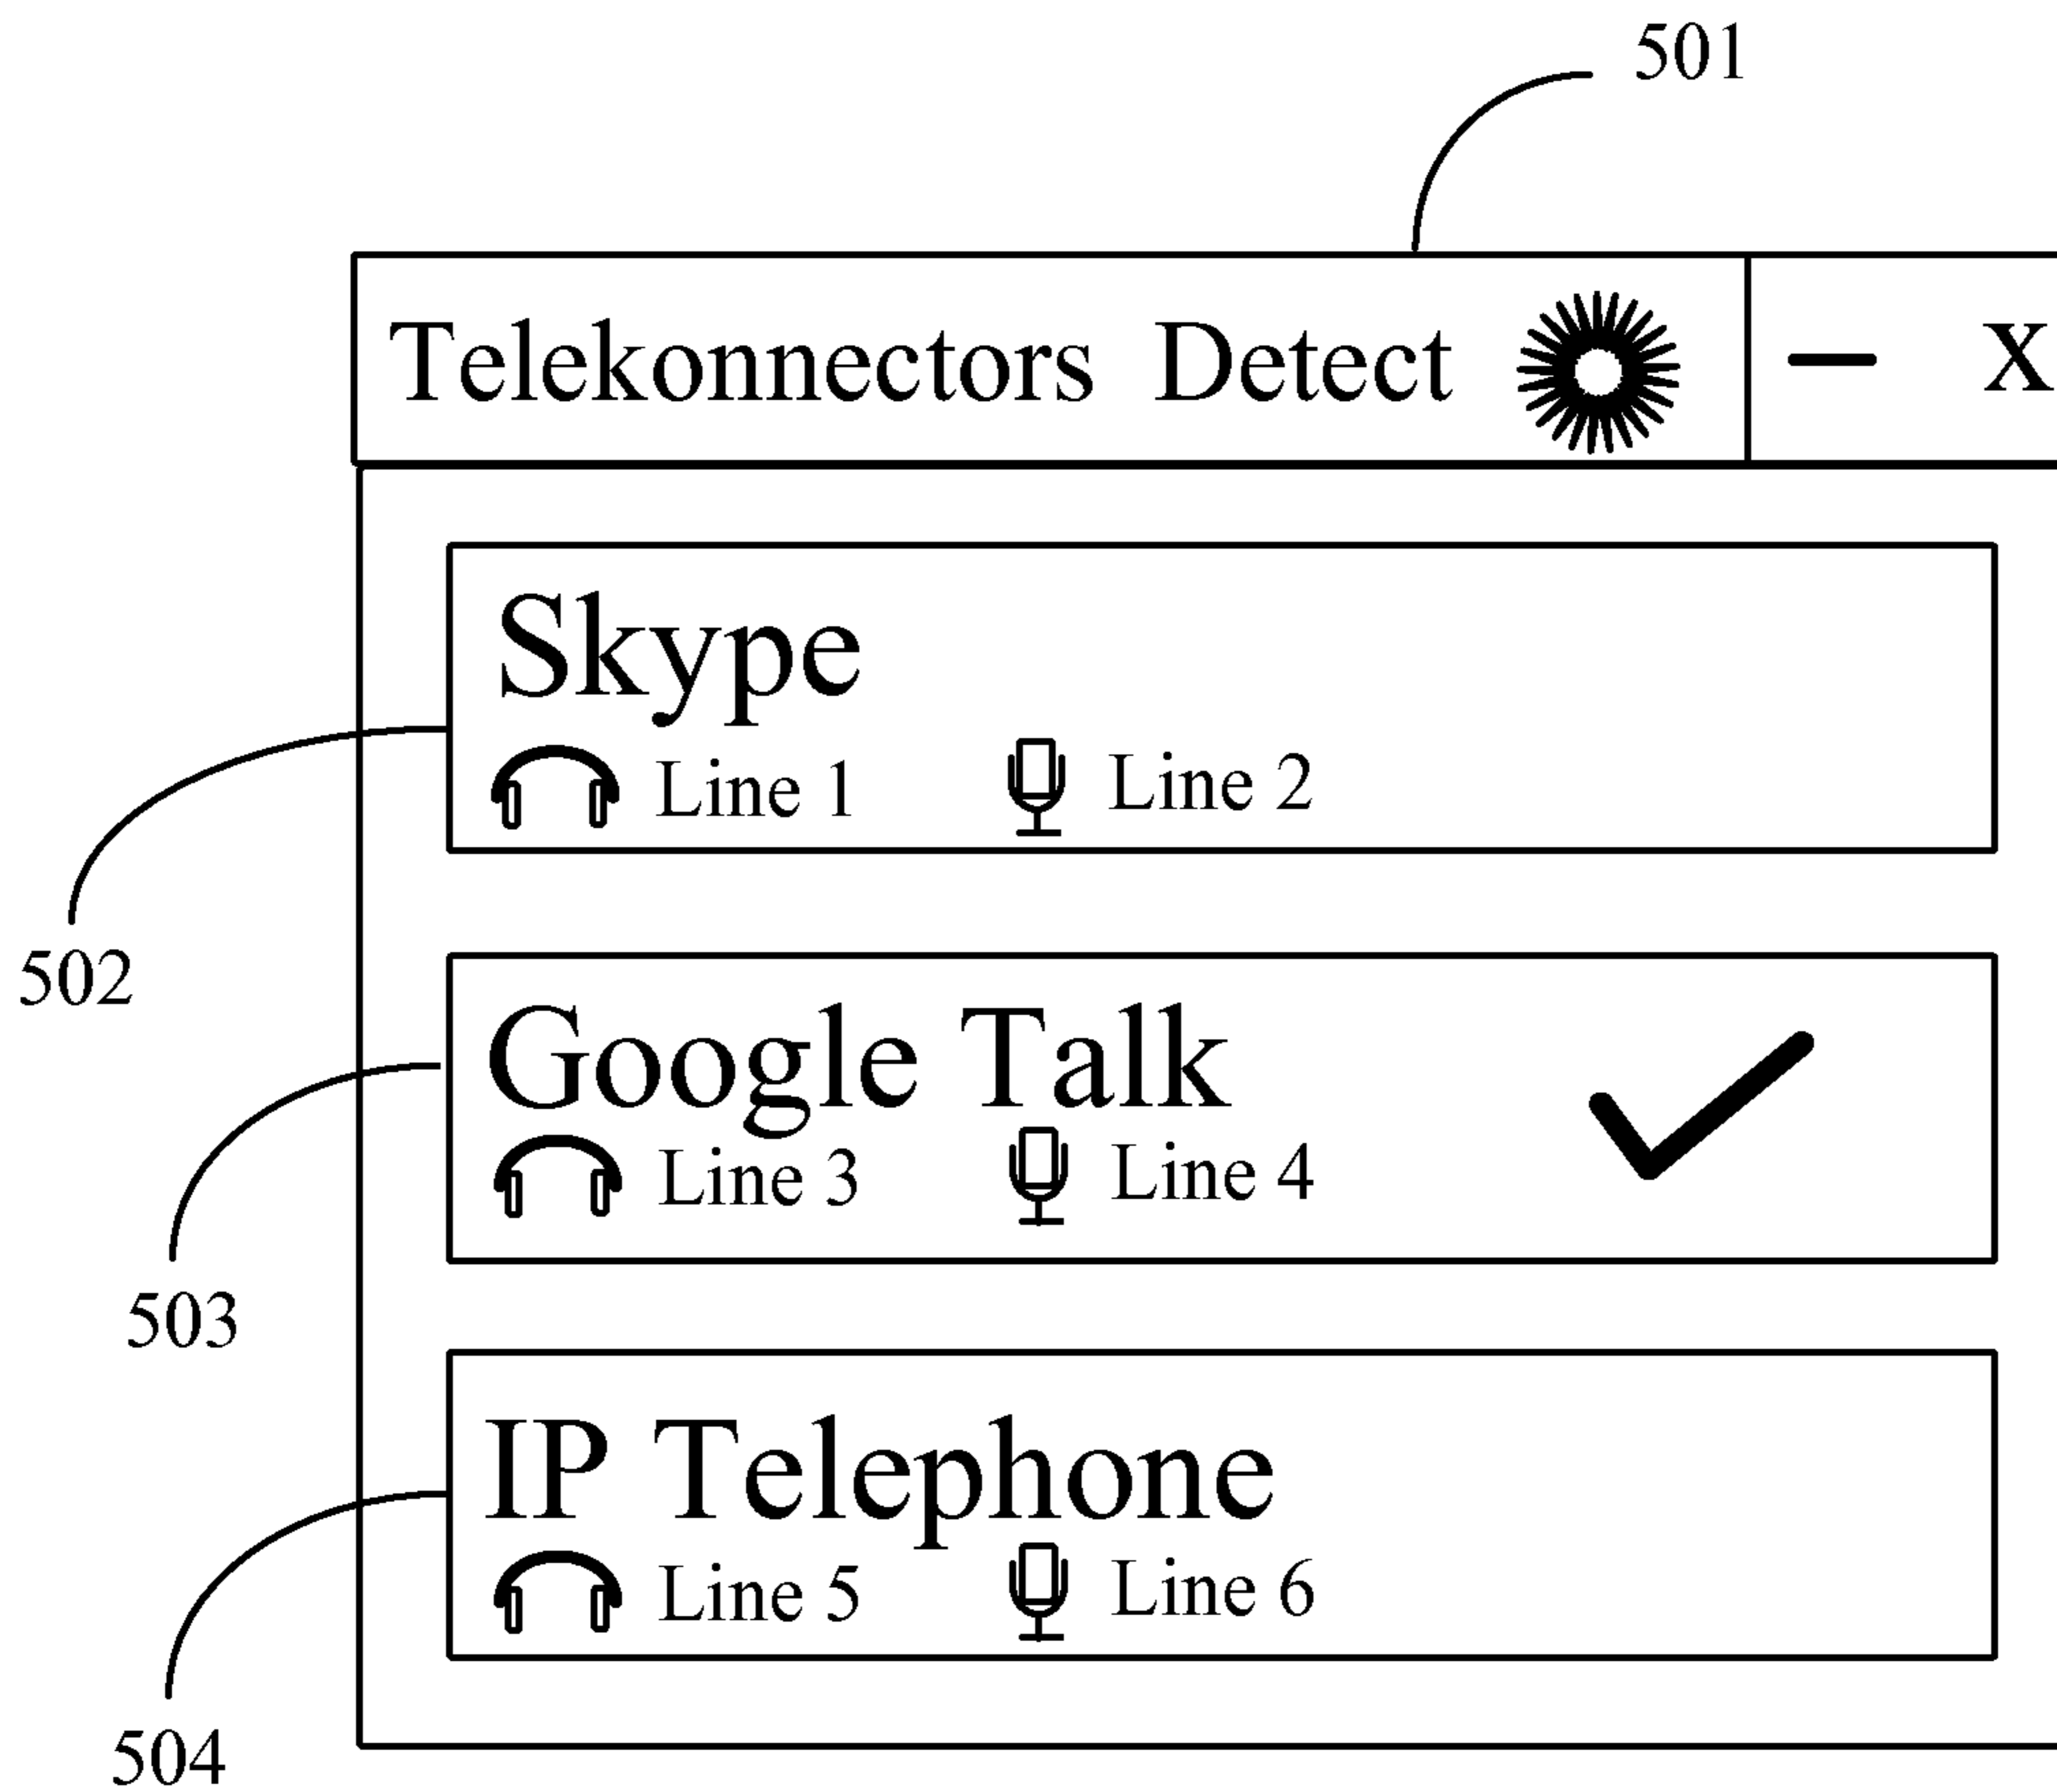 501
Telekonnectors Detect – X
Skype
Line 1 Line 2
502
Google Talk
Line 3 Line 4
503
IP Telephone
Line 5 Line 6
504